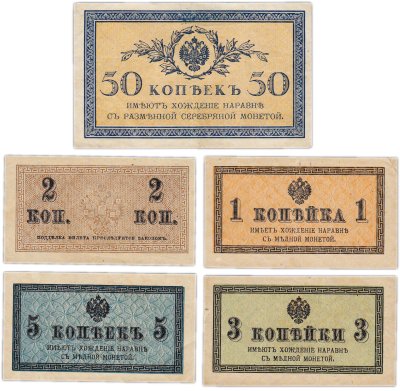 50 КОПѢЕКЪ 50
ИМѢЮТЪ ХОЖДЕНІЕ НАРАВНѢ
СЪ РАЗМѢННОЙ СЕРЕБРЯНОЙ МОНЕТОЙ.
2 2
КОП. КОП.
ПОДДѢЛКА БИЛЕТА ПРЕСЛѢДУЕТСЯ ЗАКОНОМЪ.
1 КОПѢЙКА 1
ИМѢЕТЪ ХОЖДЕНІЕ НАРАВНѢ
СЪ МѢДНОЙ МОНЕТОЙ.
5 КОПѢЕКЪ 5
ИМѢЮТЪ ХОЖДЕНІЕ НАРАВНѢ
СЪ МѢДНОЙ МОНЕТОЙ.
3 КОПѢЙКИ 3
ИМѢЮТЪ ХОЖДЕНІЕ НАРАВНѢ
СЪ МѢДНОЙ МОНЕТОЙ.